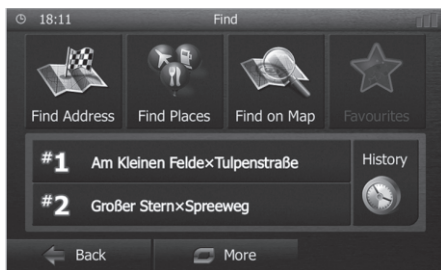 18:11 Find
Find Address Find Places Find on Map Favourites
#1 Am Kleinen Felde×Tulpenstraße
History
#2 Großer Stern×Spreeweg
Back More